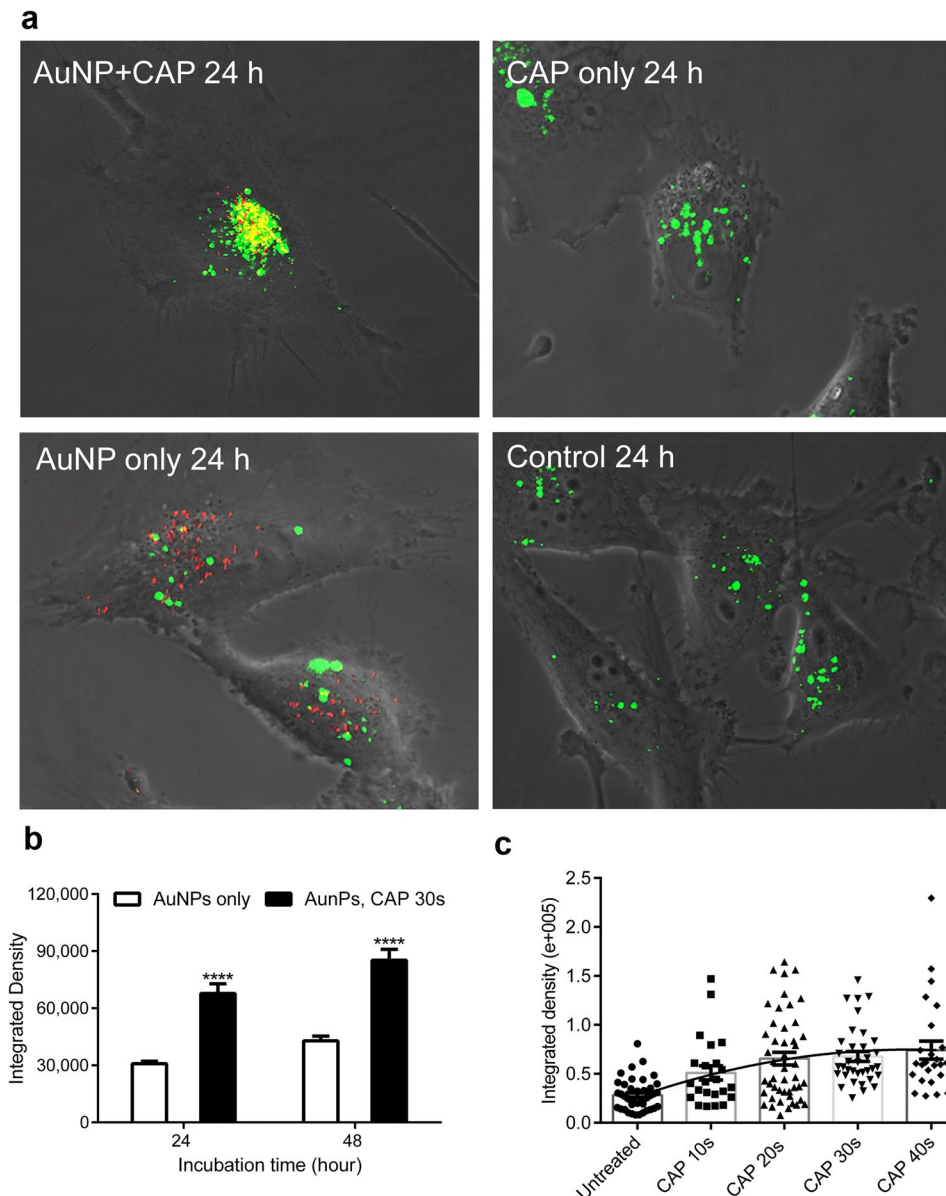 a
AuNP+CAP 24 h
CAP only 24 h
AuNP only 24 h
Control 24 h
b
120,000
90,000
60,000
30,000
0
Integrated Density
AuNPs only
AunPs, CAP 30s
****
****
24
48
Incubation time (hour)
c
2.5
2.0
1.5
1.0
0.5
0.0
Integrated density (e+005)
Untreated
CAP 10s
CAP 20s
CAP 30s
CAP 40s